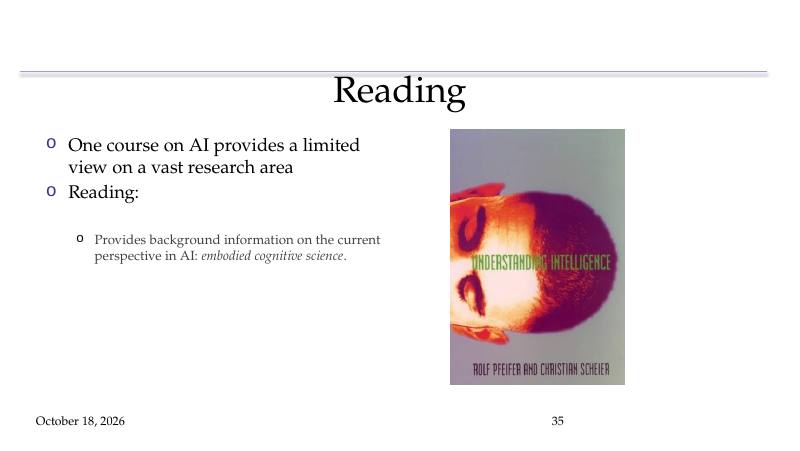 Reading
o One course on AI provides a limited
view on a vast research area
o Reading:
o Provides background information on the current
perspective in AI: embodied cognitive science.
UNDERSTANDING INTELLIGENCE
ROLF PFEIFER AND CHRISTIAN SCHEIER
October 18, 2026
35